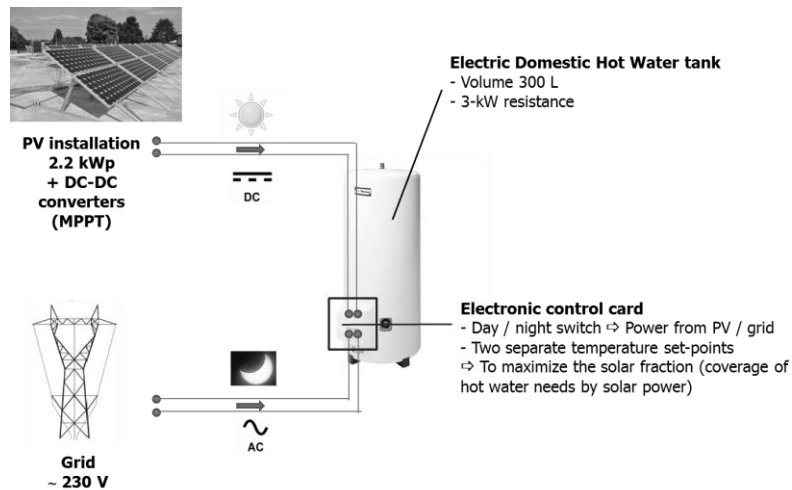 Electric Domestic Hot Water tank
- Volume 300 L
- 3-kW resistance
PV installation
2.2 kWp
+ DC-DC
converters
(MPPT)
DC
Electronic control card
- Day / night switch ⇨ Power from PV / grid
- Two separate temperature set-points
⇨ To maximize the solar fraction (coverage of
hot water needs by solar power)
AC
Grid
~ 230 V